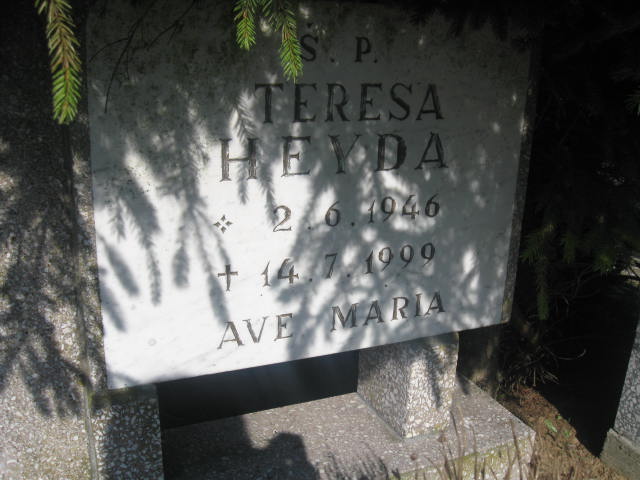 Ś. P.
TERESA
HEYDA
2.6.1946
14.7.1999
AVE MARIA